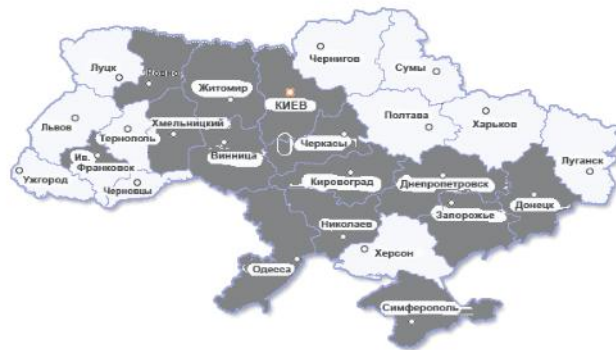 Чернигов
Сумы
Луцк
Ровно
Житомир
КИЕВ
Львов
Тернополь
Хмельницкий
Полтава
Харьков
Черкасы
Винница
Ив.
Франковск
Ужгород
Черновцы
Кировоград
Днепропетровск
Луганск
Донецк
Запорожье
Николаев
Херсон
Одесса
Симферополь